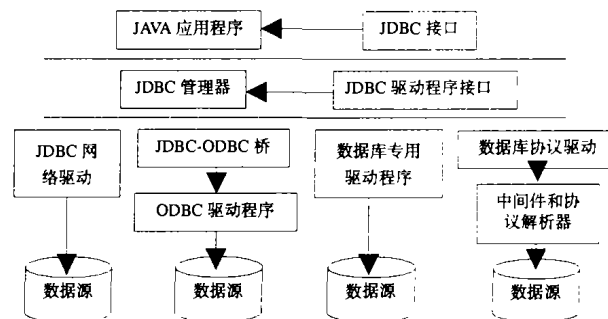 JAVA 应用程序
JDBC 接口
JDBC 管理器
JDBC 驱动程序接口
JDBC 网
络驱动
JDBC-ODBC 桥
ODBC 驱动程序
数据库专用
驱动程序
数据库协议驱动
中间件和协
议解析器
数据源
数据源
数据源
数据源